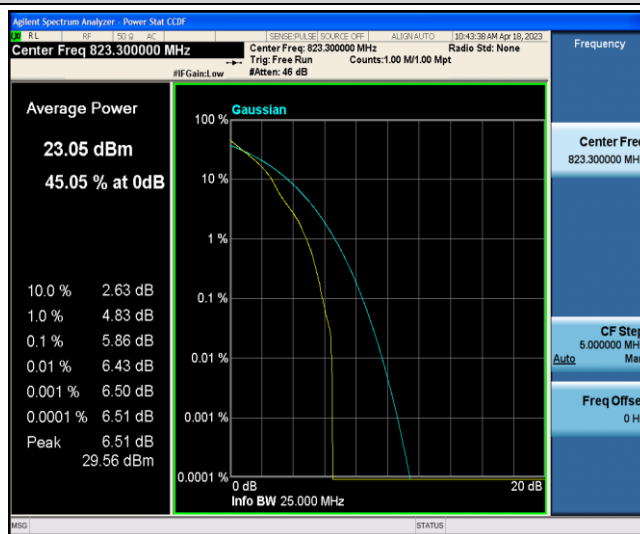 Agilent Spectrum Analyzer - Power Stat CCDF
RL RF 50 Ω AC SENSE:PULSE SOURCE OFF ALIGN AUTO 10:43:38 AM Apr 18, 2023
Center Freq 823.300000 MHz
Center Freq: 823.300000 MHz Radio Std: None
Trig: Free Run Counts:1.00 M/1.00 Mpt
#IFGain:Low #Atten: 46 dB
Frequency
Average Power
23.05 dBm
45.05 % at 0dB
10.0 % 2.63 dB
1.0 % 4.83 dB
0.1 % 5.86 dB
0.01 % 6.43 dB
0.001 % 6.50 dB
0.0001 % 6.51 dB
Peak 6.51 dB
29.56 dBm
Gaussian
100 %
10 %
1 %
0.1 %
0.01 %
0.001 %
0.0001 %
0 dB 20 dB
Info BW 25.000 MHz
Center Freq
823.300000 MH
CF Step
5.000000 MH
Auto Ma
Freq Offse
0 H
MSG STATUS